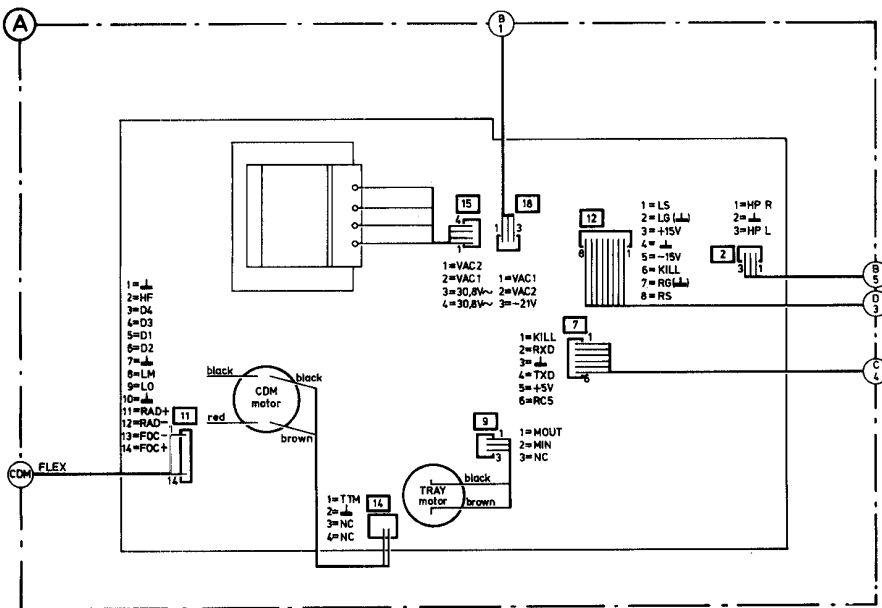 A
B
1
15
4
1
1=VAC2
2=VAC1
3=30,8V~
4=30,8V~
18
1 3
1=VAC1
2=VAC2
3=-21V
12
8 1
1=LS
2=LG(⏚)
3=+15V
4=⏚
5=-15V
6=KILL
7=RG(⏚)
8=RS
1=HP R
2=⏚
3=HP L
2
3 1
B
5
D
3
C
4
7
1
6
1=KILL
2=RXD
3=⏚
4=TXD
5=+5V
6=RC5
1=⏚
2=HF
3=D4
4=D3
5=D1
6=D2
7=⏚
8=LM
9=LO
10=⏚
11=RAD+
12=RAD-
13=FOC-
14=FOC+
11
1
14
CDM
FLEX
black
black
CDM
motor
red
brown
9
1
3
1=MOUT
2=MIN
3=NC
black
TRAY
motor
brown
1=TTM
2=⏚
3=NC
4=NC
14